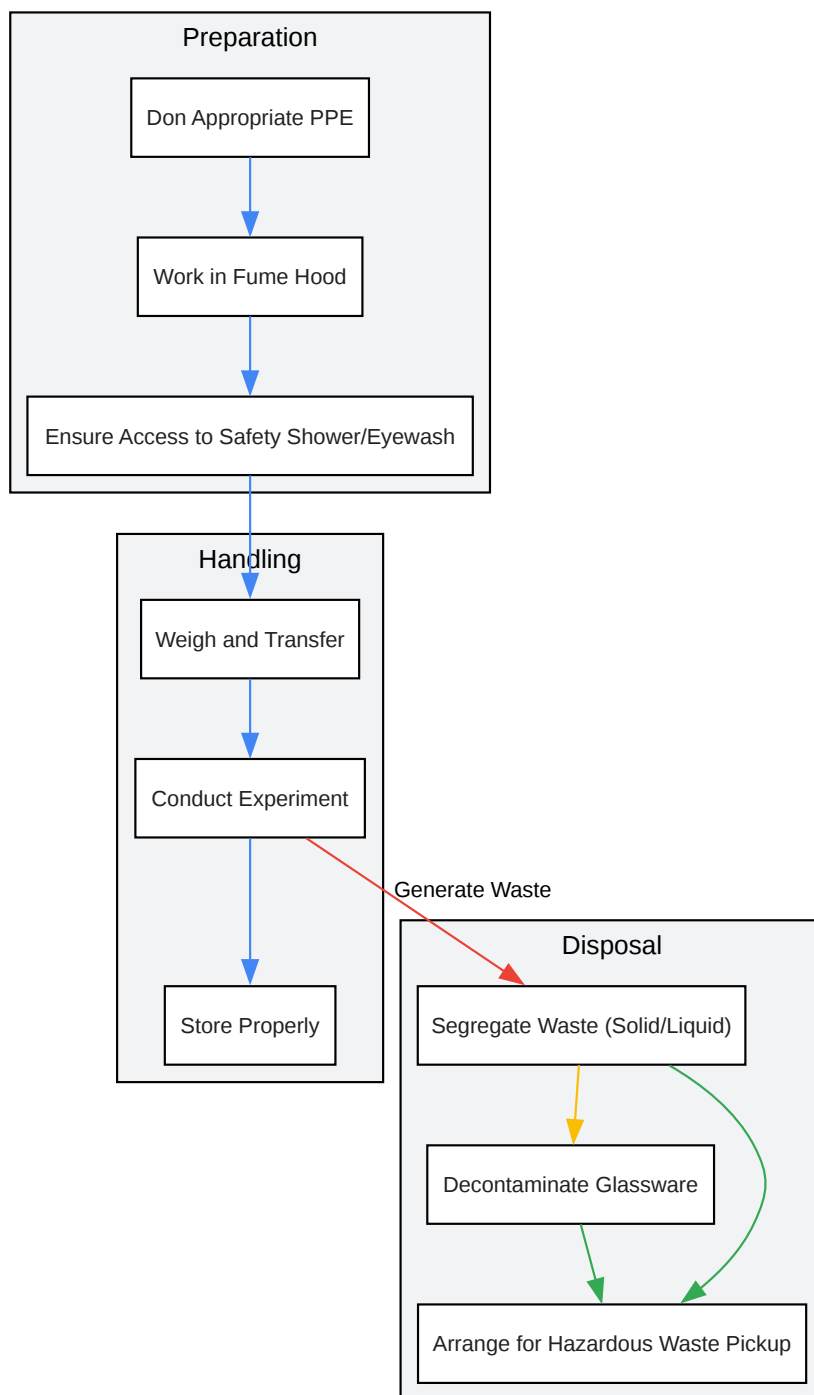 Preparation
Don Appropriate PPE
Work in Fume Hood
Ensure Access to Safety Shower/Eyewash
Handling
Weigh and Transfer
Conduct Experiment
Generate Waste
Store Properly
Disposal
Segregate Waste (Solid/Liquid)
Decontaminate Glassware
Arrange for Hazardous Waste Pickup